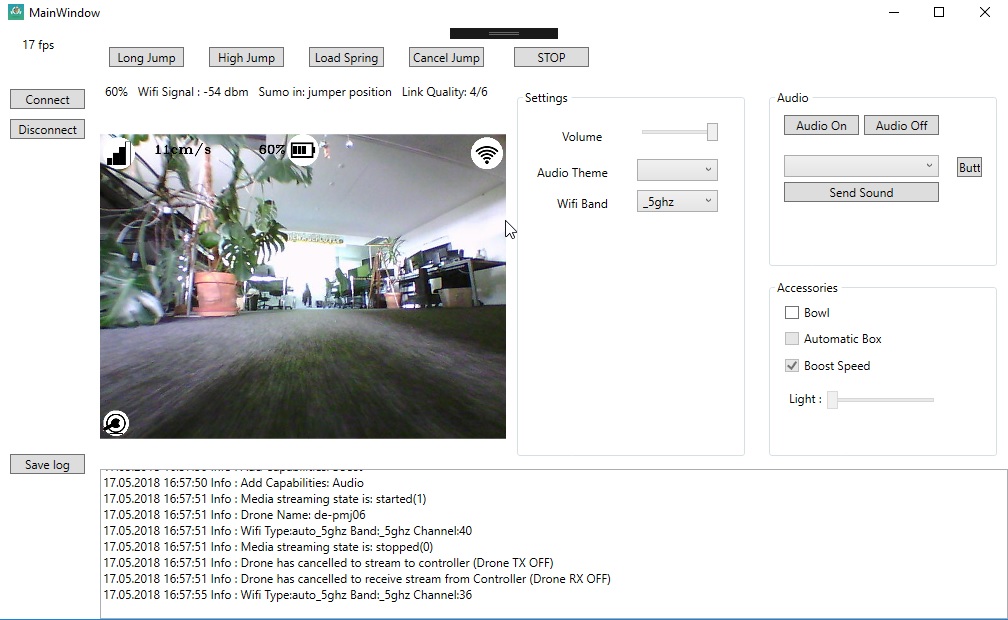 MainWindow
17 fps
Long Jump High Jump Load Spring Cancel Jump STOP
60% Wifi Signal : -54 dbm Sumo in: jumper position Link Quality: 4/6
Connect
Disconnect
11cm/s 60%
Settings
Volume
Audio Theme
Wifi Band _5ghz
Audio
Audio On Audio Off
Butt
Send Sound
Accessories
Bowl
Automatic Box
Boost Speed
Light :
Save log
17.05.2018 16:57:50 Info : Add Capabilities: Audio
17.05.2018 16:57:51 Info : Media streaming state is: started(1)
17.05.2018 16:57:51 Info : Drone Name: de-pmj06
17.05.2018 16:57:51 Info : Wifi Type:auto_5ghz Band:_5ghz Channel:40
17.05.2018 16:57:51 Info : Media streaming state is: stopped(0)
17.05.2018 16:57:51 Info : Drone has cancelled to stream to controller (Drone TX OFF)
17.05.2018 16:57:51 Info : Drone has cancelled to receive stream from Controller (Drone RX OFF)
17.05.2018 16:57:55 Info : Wifi Type:auto_5ghz Band:_5ghz Channel:36